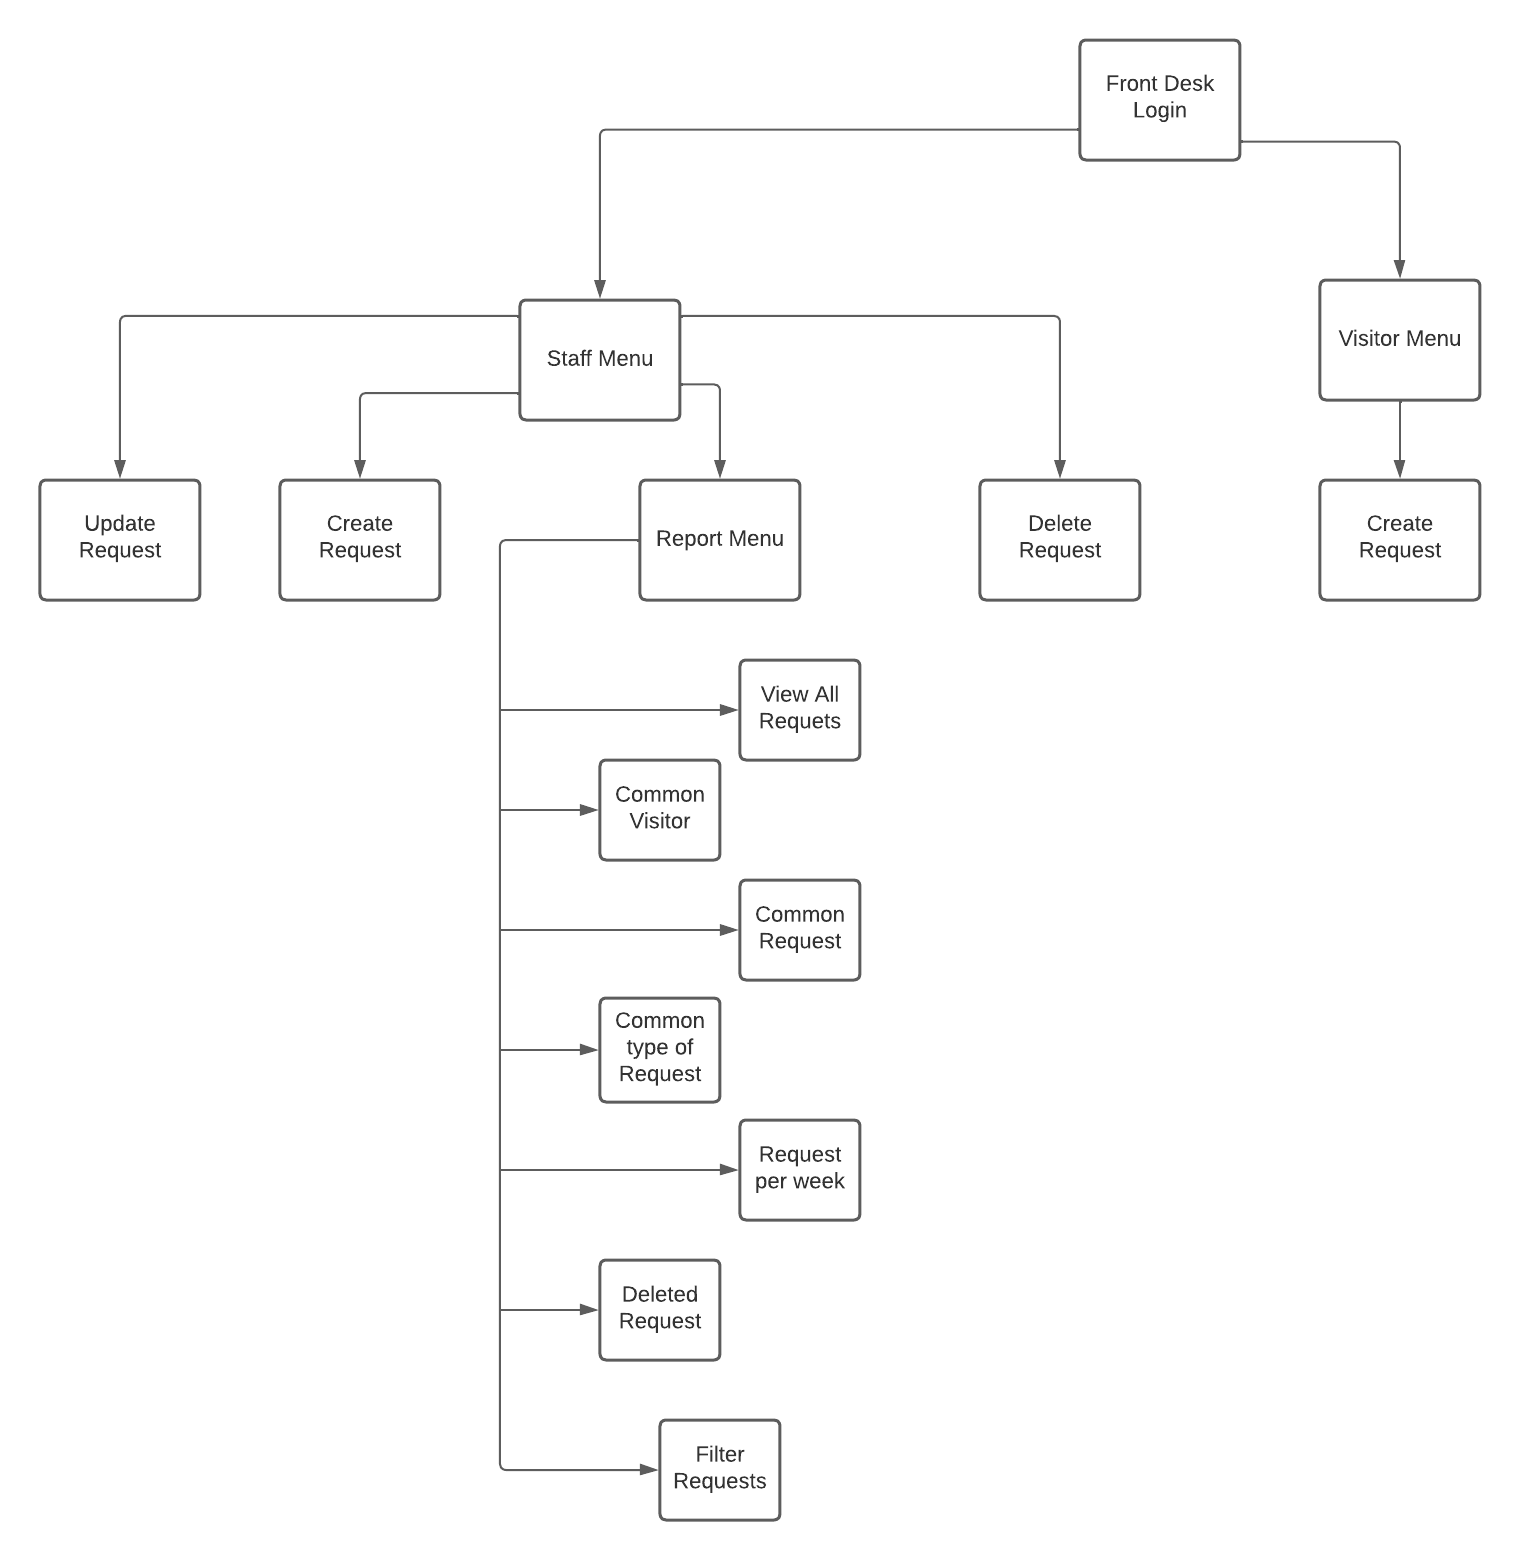 Front Desk
Login
Staff Menu
Visitor Menu
Update
Request
Create
Request
Report Menu
Delete
Request
Create
Request
View All
Requets
Common
Visitor
Common
Request
Common
type of
Request
Request
per week
Deleted
Request
Filter
Requests